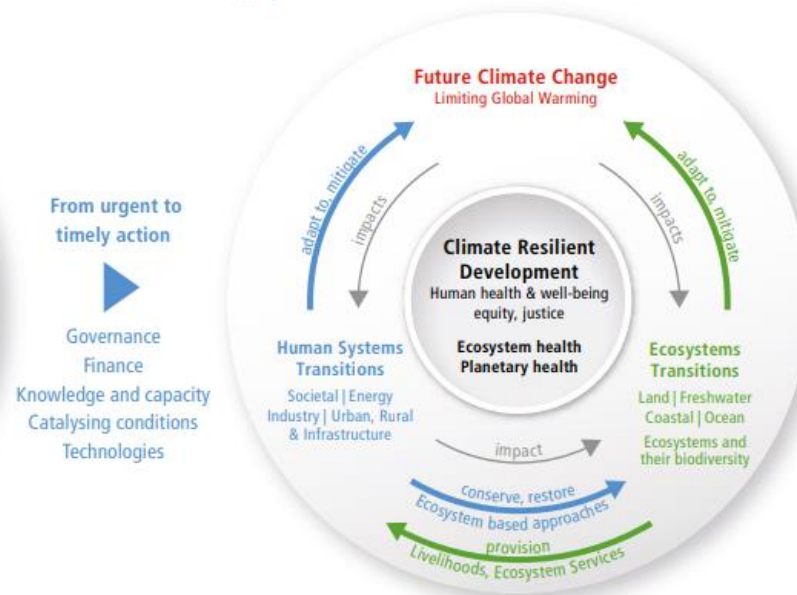 From urgent to
timely action
Governance
Finance
Knowledge and capacity
Catalysing conditions
Technologies
Future Climate Change
Limiting Global Warming
adapt to, mitigate
impacts
impacts
adapt to, mitigate
Climate Resilient
Development
Human health & well-being
equity, justice
Ecosystem health
Planetary health
Human Systems
Transitions
Societal | Energy
Industry | Urban, Rural
& Infrastructure
Ecosystems
Transitions
Land | Freshwater
Coastal | Ocean
Ecosystems and
their biodiversity
impact
conserve, restore
Ecosystem based approaches
provision
Livelihoods, Ecosystem Services